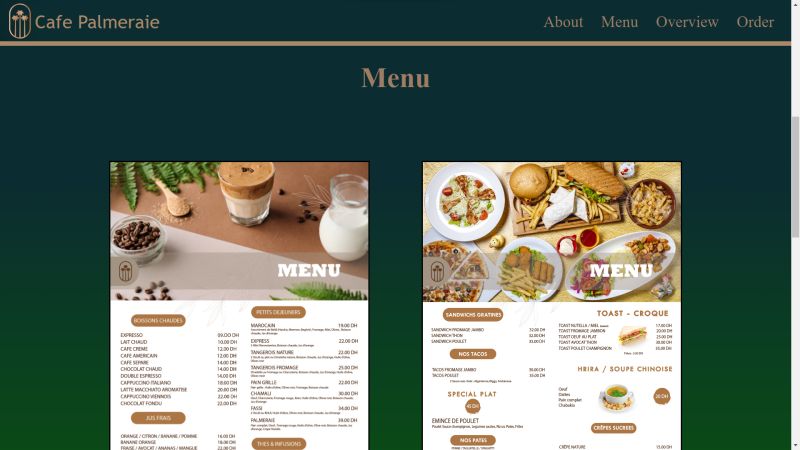 Cafe Palmeraie
About
Menu
Overview
Order
Menu
MENU
BOISSONS CHAUDES
EXPRESSO 09.00 DH
LAIT CHAUD 10.00 DH
CAFE CREME 12.00 DH
CAFE AMERICAIN 12.00 DH
CAFE SEPARE 14.00 DH
CHOCOLAT CHAUD 14.00 DH
DOUBLE EXPRESSO 14.00 DH
CAPPUCCINO ITALIANO 18.00 DH
LATTE MACCHIATO AROMATISE 20.00 DH
CAPPUCCINO VIENNOIS 22.00 DH
CHOCOLAT FONDU 22.00 DH
JUS FRAIS
ORANGE / CITRON / BANANE / POMME 16.00 DH
BANANE ORANGE 18.00 DH
FRAISE / AVOCAT / ANANAS / MANGUE 22.00 DH
PETITS DEJEUNERS
MAROCAIN 19.00 DH
EXPRESS 22.00 DH
TANGEROIS NATURE 22.00 DH
TANGEROIS FROMAGE 25.00 DH
PAIN GRILLE 22.00 DH
CHAMALI 30.00 DH
FASSI 34.00 DH
PALMERAIE 39.00 DH
THES & INFUSIONS
MENU
SANDWICHS GRATINES
SANDWICH FROMAGE JAMBO 32.00 DH
SANDWICH THON 32.00 DH
SANDWICH POULET 35.00 DH
NOS TACOS
TACOS FROMAGE JAMBO 30.00 DH
TACOS POULET 35.00 DH
SPECIAL PLAT
45 DH
EMINCE DE POULET
NOS PATES
TOAST - CROQUE
TOAST NUTELLA / MIEL 17.00 DH
TOAST FROMAGE JAMBON 20.00 DH
TOAST OEUF AU PLAT 25.00 DH
TOAST AVOCAT THON 30.00 DH
TOAST POULET CHAMPIGNON 35.00 DH
HRIRA / SOUPE CHINOISE
Oeuf
Dattes
Pain complet
Chabakia
20 DH
CRÊPES SUCREES
CRÊPE NATURE 15.00 DH